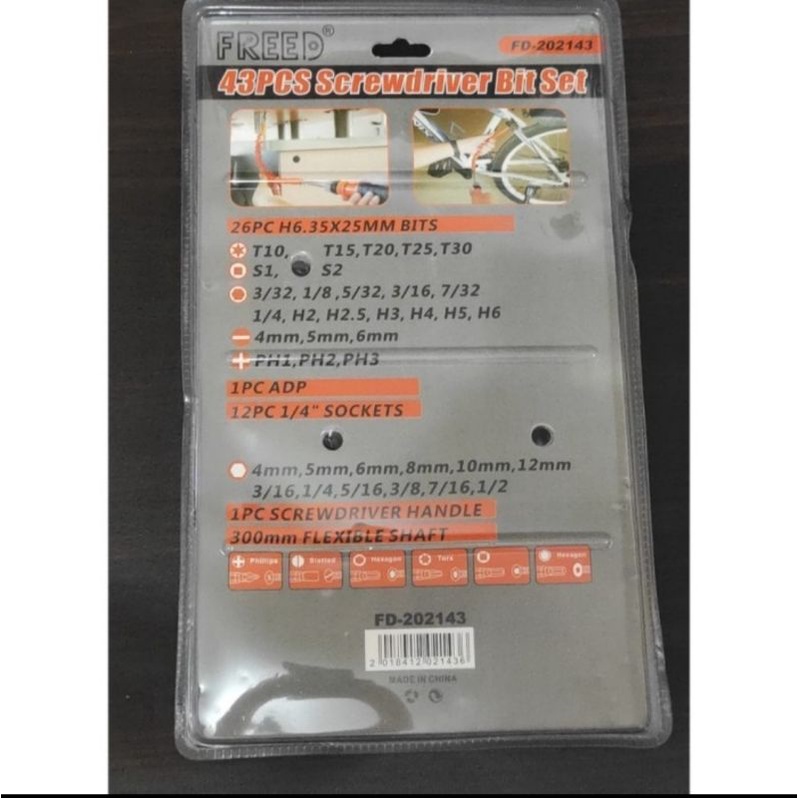 FREED®
FD-202143
43PCS Screwdriver Bit Set
26PC H6.35X25MM BITS
T10, T15,T20,T25,T30
S1, S2
3/32, 1/8 ,5/32, 3/16, 7/32
1/4, H2, H2.5, H3, H4, H5, H6
4mm,5mm,6mm
PH1,PH2,PH3
1PC ADP
12PC 1/4" SOCKETS
4mm,5mm,6mm,8mm,10mm,12mm
3/16,1/4,5/16,3/8,7/16,1/2
1PC SCREWDRIVER HANDLE
300mm FLEXIBLE SHAFT
Phillips Slotted Hexagon Torx Hexagon
FD-202143
2 018412 021436
MADE IN CHINA